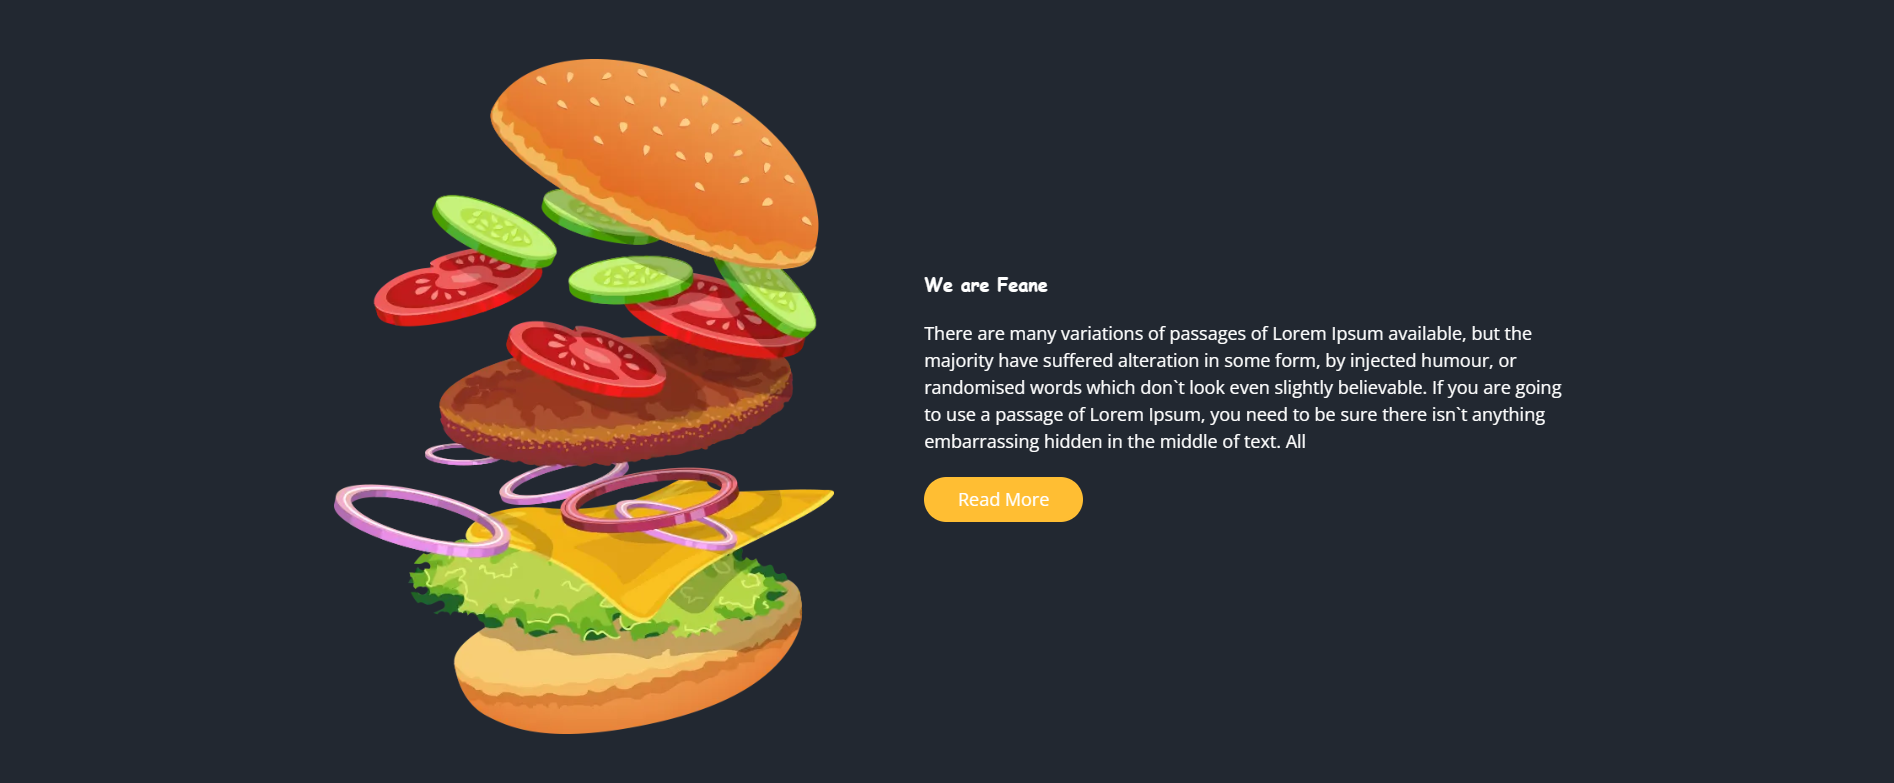 We are Feane
There are many variations of passages of Lorem Ipsum available, but the
majority have suffered alteration in some form, by injected humour, or
randomised words which don`t look even slightly believable. If you are going
to use a passage of Lorem Ipsum, you need to be sure there isn`t anything
embarrassing hidden in the middle of text. All
Read More